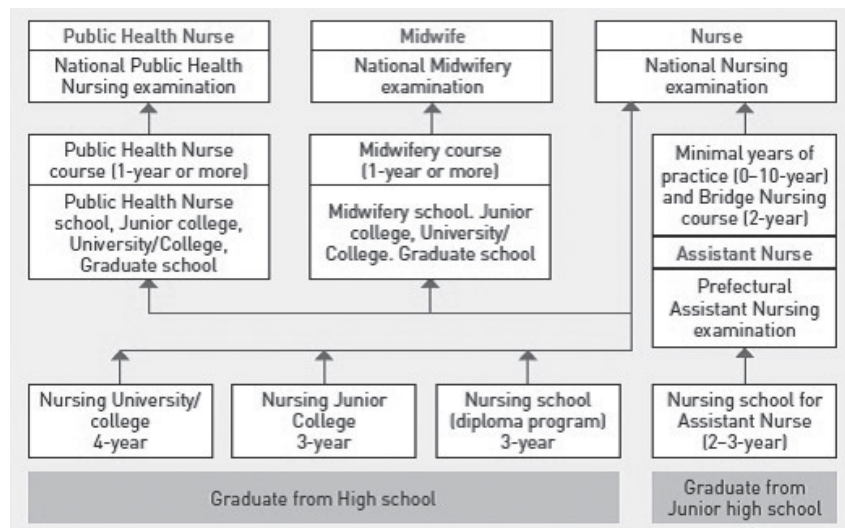 Public Health Nurse
National Public Health
Nursing examination
Midwife
National Midwifery
examination
Nurse
National Nursing
examination
Public Health Nurse
course (1-year or more)
Public Health Nurse
school, Junior college,
University/College,
Graduate school
Midwifery course
(1-year or more)
Midwifery school. Junior
college, University/
College. Graduate school
Minimal years of
practice (0–10-year)
and Bridge Nursing
course (2-year)
Assistant Nurse
Prefectural
Assistant Nursing
examination
Nursing University/
college
4-year
Nursing Junior
College
3-year
Nursing school
(diploma program)
3-year
Nursing school for
Assistant Nurse
(2–3-year)
Graduate from High school
Graduate from
Junior high school